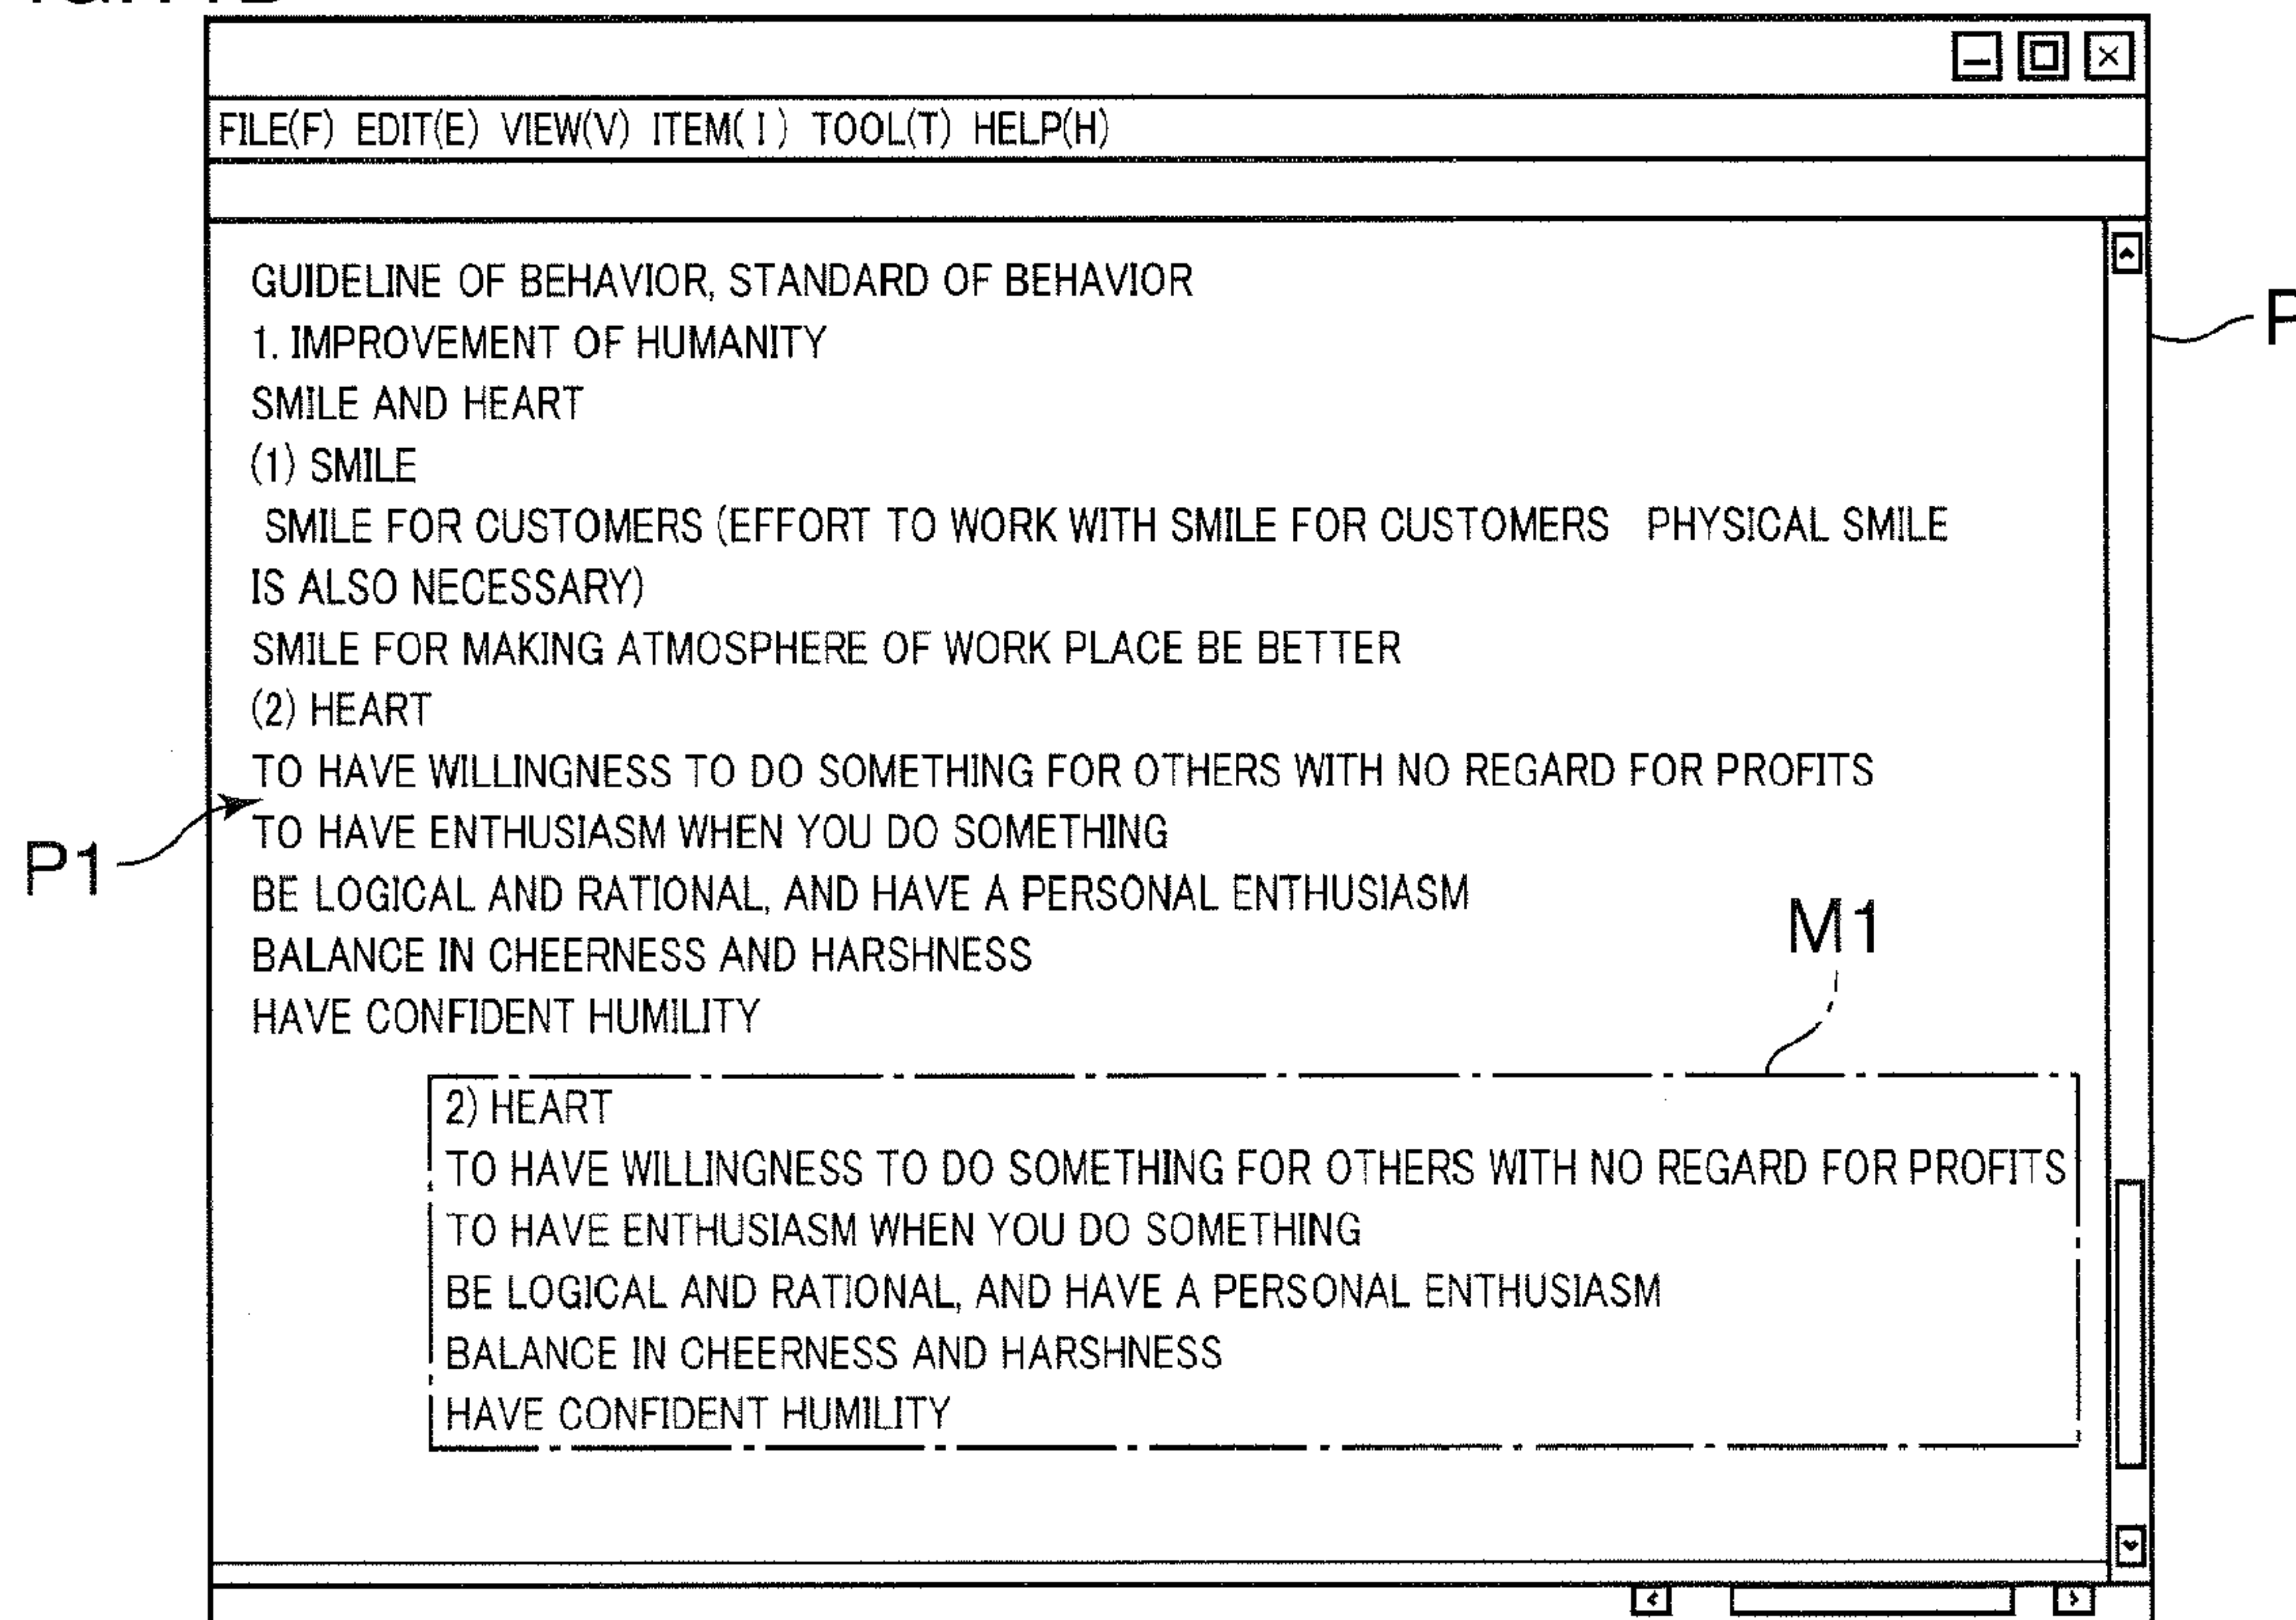 FILE(F) EDIT(E) VIEW(V) ITEM(I) TOOL(T) HELP(H)
GUIDELINE OF BEHAVIOR, STANDARD OF BEHAVIOR
P
1. IMPROVEMENT OF HUMANITY
SMILE AND HEART
(1) SMILE
SMILE FOR CUSTOMERS (EFFORT TO WORK WITH SMILE FOR CUSTOMERS PHYSICAL SMILE
IS ALSO NECESSARY)
SMILE FOR MAKING ATMOSPHERE OF WORK PLACE BE BETTER
(2) HEART
TO HAVE WILLINGNESS TO DO SOMETHING FOR OTHERS WITH NO REGARD FOR PROFITS
TO HAVE ENTHUSIASM WHEN YOU DO SOMETHING
P1
BE LOGICAL AND RATIONAL, AND HAVE A PERSONAL ENTHUSIASM
M1
BALANCE IN CHEERNESS AND HARSHNESS
HAVE CONFIDENT HUMILITY
2) HEART
TO HAVE WILLINGNESS TO DO SOMETHING FOR OTHERS WITH NO REGARD FOR PROFITS
TO HAVE ENTHUSIASM WHEN YOU DO SOMETHING
BE LOGICAL AND RATIONAL, AND HAVE A PERSONAL ENTHUSIASM
BALANCE IN CHEERNESS AND HARSHNESS
HAVE CONFIDENT HUMILITY